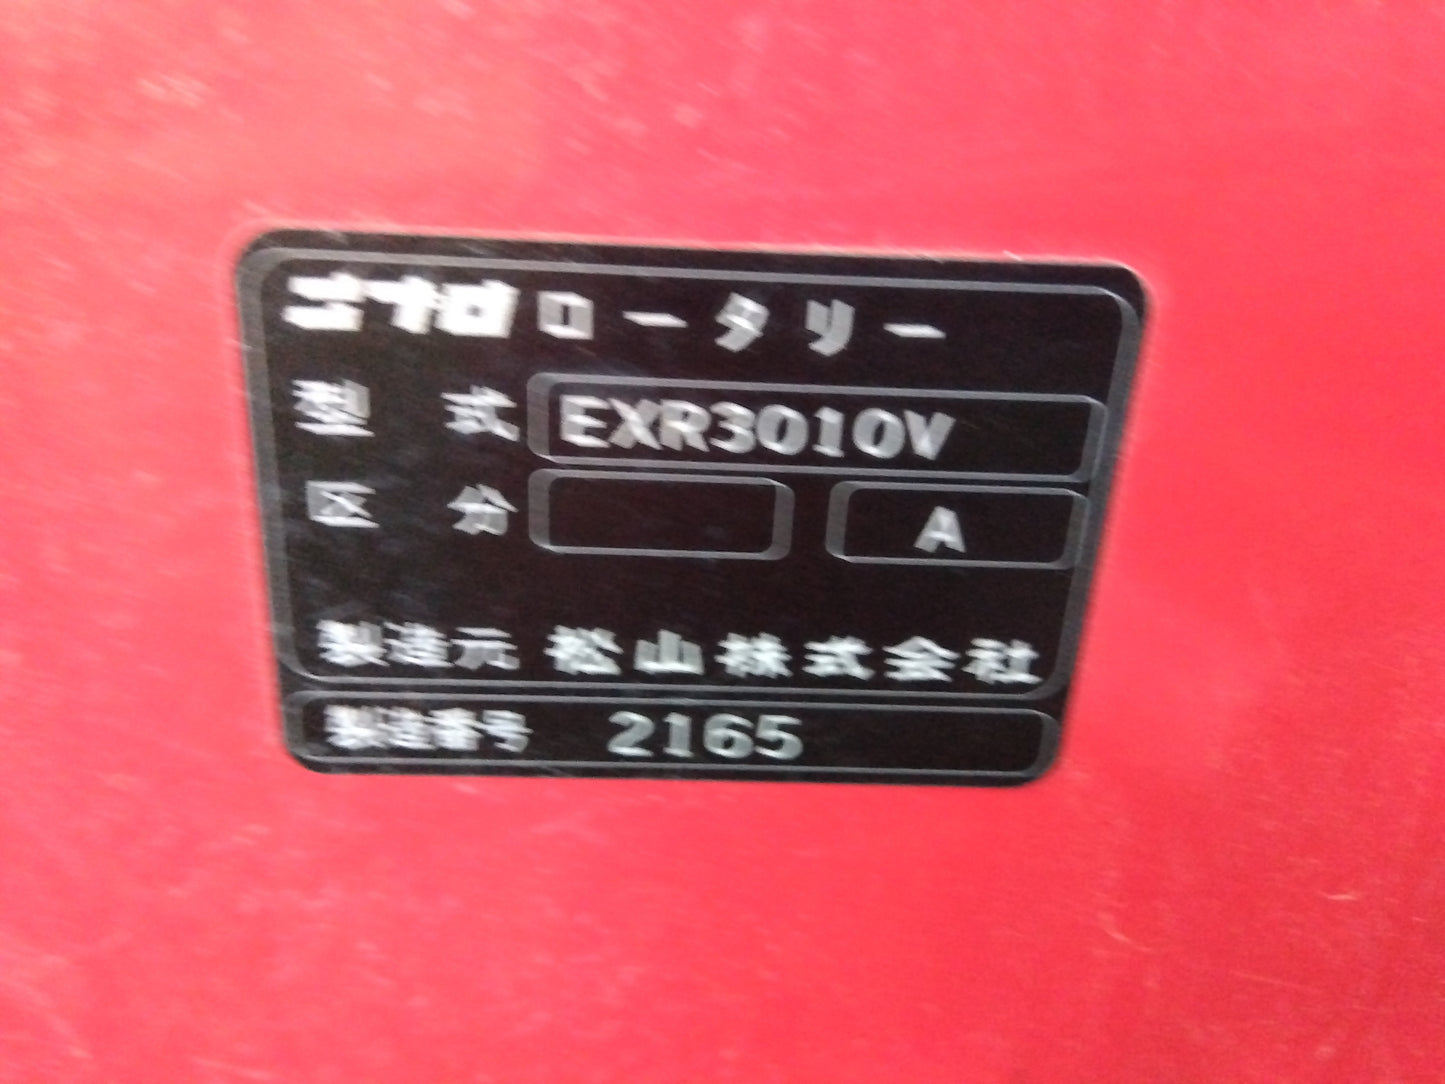 ニプロ ロータリー
型 式 EXR3010V
区 分 A
製造元 松山株式会社
製造番号 2165